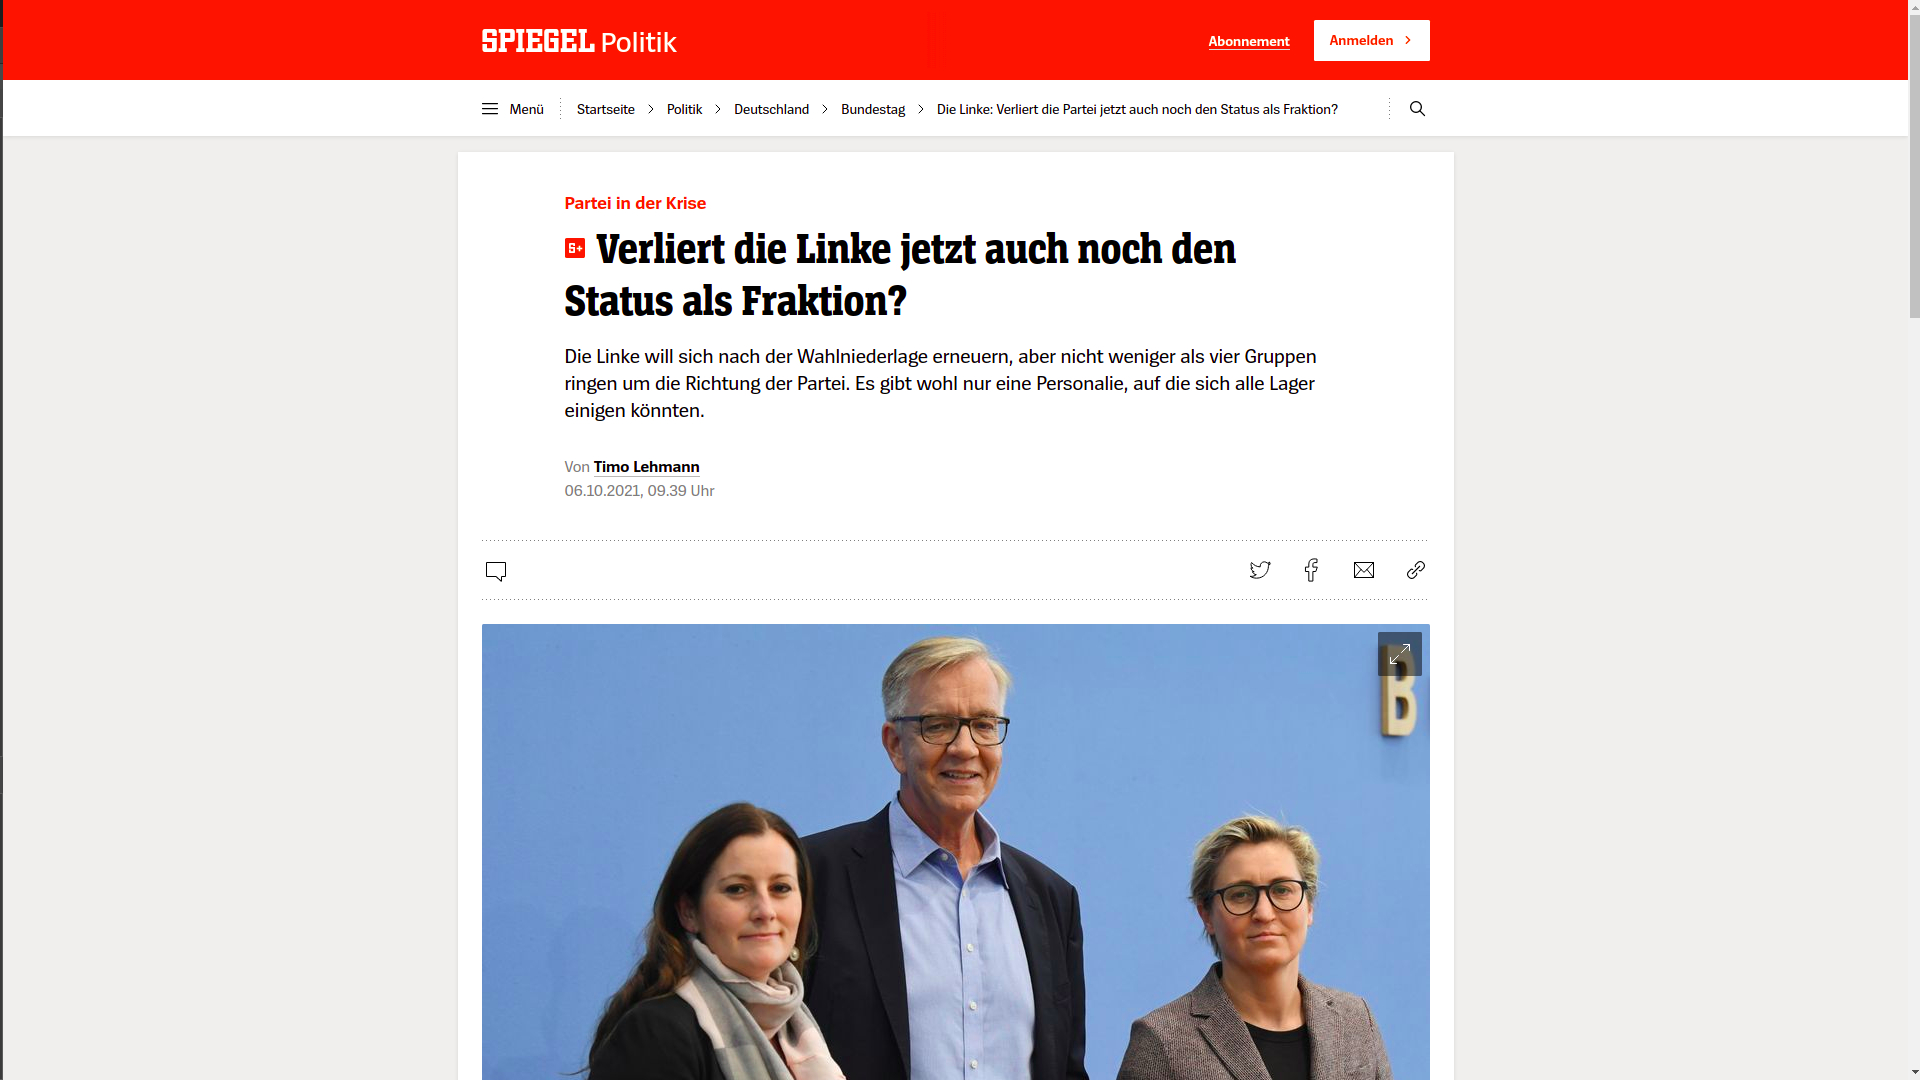 SPIEGEL Politik
Abonnement
Anmelden
Menü
Startseite
Politik
Deutschland
Bundestag
Die Linke: Verliert die Partei jetzt auch noch den Status als Fraktion?
Partei in der Krise
S+ Verliert die Linke jetzt auch noch den
Status als Fraktion?
Die Linke will sich nach der Wahlniederlage erneuern, aber nicht weniger als vier Gruppen
ringen um die Richtung der Partei. Es gibt wohl nur eine Personalie, auf die sich alle Lager
einigen könnten.
Von Timo Lehmann
06.10.2021, 09.39 Uhr
B